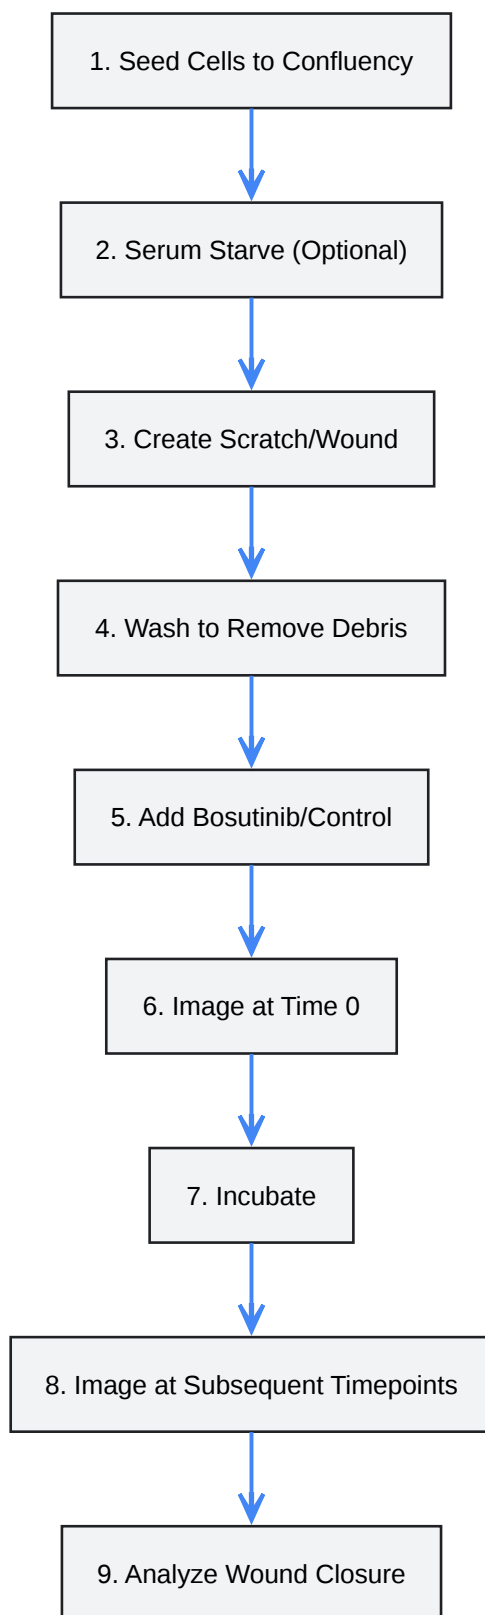 1. Seed Cells to Confluency
2. Serum Starve (Optional)
3. Create Scratch/Wound
4. Wash to Remove Debris
5. Add Bosutinib/Control
6. Image at Time 0
7. Incubate
8. Image at Subsequent Timepoints
9. Analyze Wound Closure